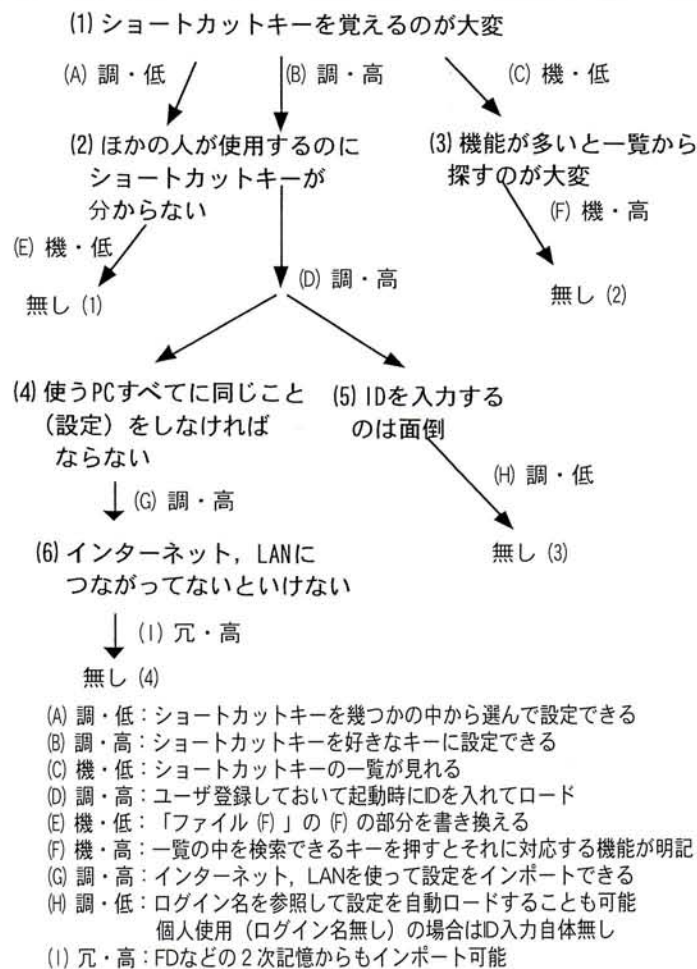 (1) ショートカットキーを覚えるのが大変
(A) 調・低
(B) 調・高
(C) 機・低
(2) ほかの人が使用するのに
ショートカットキーが
分からない
(3) 機能が多いと一覧から
探すのが大変
(E) 機・低
(F) 機・高
無し (1)
(D) 調・高
無し (2)
(4) 使うPCすべてに同じこと
（設定）をしなければ
ならない
(5) IDを入力する
のは面倒
(G) 調・高
(H) 調・低
(6) インターネット，LANに
つながってないといけない
無し (3)
(I) 冗・高
無し (4)
(A) 調・低：ショートカットキーを幾つかの中から選んで設定できる
(B) 調・高：ショートカットキーを好きなキーに設定できる
(C) 機・低：ショートカットキーの一覧が見れる
(D) 調・高：ユーザ登録しておいて起動時にIDを入れてロード
(E) 機・低：「ファイル (F) 」の (F) の部分を書き換える
(F) 機・高：一覧の中を検索できるキーを押すとそれに対応する機能が明記
(G) 調・高：インターネット，LANを使って設定をインポートできる
(H) 調・低：ログイン名を参照して設定を自動ロードすることも可能
個人使用（ログイン名無し）の場合はID入力自体無し
(I) 冗・高：FDなどの２次記憶からもインポート可能